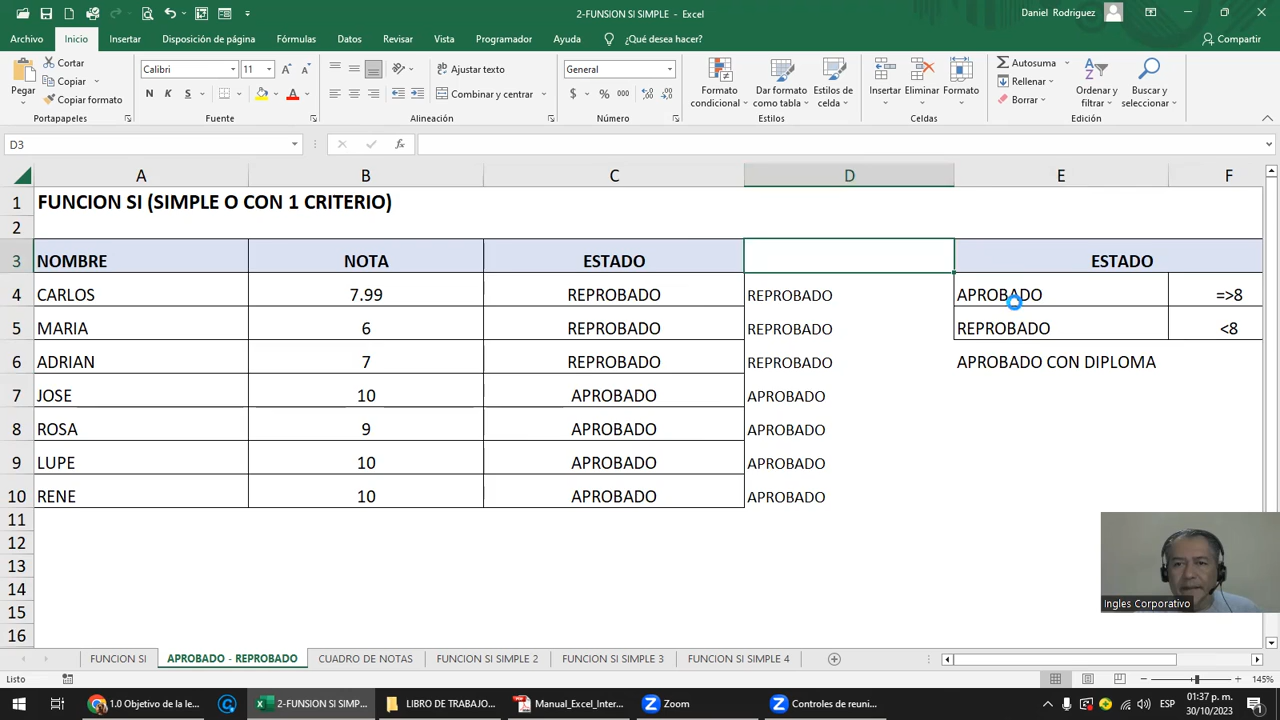 2-FUNSION SI SIMPLE - Excel
Daniel Rodriguez
Archivo Inicio Insertar Disposición de página Fórmulas Datos Revisar Vista Programador Ayuda ¿Qué desea hacer? Compartir
Pegar
Cortar
Copiar
Copiar formato
Portapapeles
Calibri 11
N K S
Fuente
Ajustar texto
Combinar y centrar
Alineación
General
$ % 000
Número
Formato condicional
Dar formato como tabla
Estilos de celda
Estilos
Insertar Eliminar Formato
Celdas
Autosuma
Rellenar
Borrar
Ordenar y filtrar
Buscar y seleccionar
Edición
D3 fx
A B C D E F
1 FUNCION SI (SIMPLE O CON 1 CRITERIO)
2
3 NOMBRE NOTA ESTADO ESTADO
4 CARLOS 7.99 REPROBADO REPROBADO APROBADO =>8
5 MARIA 6 REPROBADO REPROBADO REPROBADO <8
6 ADRIAN 7 REPROBADO REPROBADO APROBADO CON DIPLOMA
7 JOSE 10 APROBADO APROBADO
8 ROSA 9 APROBADO APROBADO
9 LUPE 10 APROBADO APROBADO
10 RENE 10 APROBADO APROBADO
11
12
13
14
15
16
Ingles Corporativo
FUNCION SI APROBADO - REPROBADO CUADRO DE NOTAS FUNCION SI SIMPLE 2 FUNCION SI SIMPLE 3 FUNCION SI SIMPLE 4
Listo 145%
1.0 Objetivo de la le... 2-FUNSION SI SIMP... LIBRO DE TRABAJO... Manual_Excel_Inter... Zoom Controles de reuni... ESP 01:37 p. m.
30/10/2023